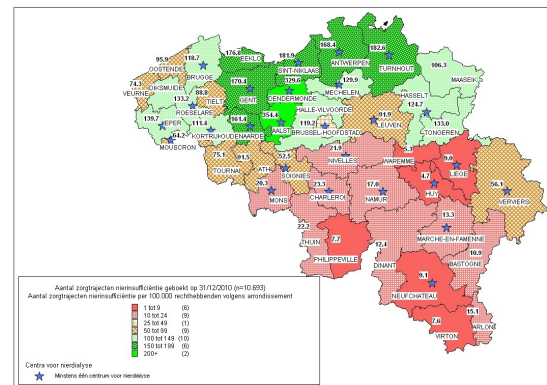 176.8
EEKLO
181.9
SINT-NIKLAAS
168.4
ANTWERPEN
182.6
TURNHOUT
95.9
OOSTENDE
118.7
BRUGGE
106.3
MAASEIK
74.3
VEURNE
DIKSMUIDE
170.4
GENT
329.6
DENDERMONDE
129.9
MECHELEN
HASSELT
124.7
133.2
ROESELARE
88.8
TIELT
HALLE-VILVOORDE
139.7
IEPER
111.4
KORTRIJK
161.4
OUDENAARDE
354.4
AALST
119.2
BRUSSEL-HOOFDSTAD
91.9
LEUVEN
133.0
TONGEREN
64.2
MOUSCRON
75.1
TOURNAI
91.5
ATH
52.5
SOIGNIES
21.9
NIVELLES
5.3
WAREMME
9.0
LIEGE
4.7
HUY
56.1
VERVIERS
20.3
MONS
23.3
CHARLEROI
17.0
NAMUR
22.2
THUIN
7.7
PHILIPPEVILLE
12.4
DINANT
13.3
MARCHE-EN-FAMENNE
10.9
BASTOGNE
9.1
NEUFCHATEAU
7.6
VIRTON
15.1
ARLON
Aantal zorgtrajecten nierinsufficiëntie geboekt op 31/12/2010 (n=10.693)
Aantal zorgtrajecten nierinsufficiëntie per 100.000 rechthebbenden volgens arrondissement
1 tot 9 (6)
10 tot 24 (9)
25 tot 49 (1)
50 tot 99 (9)
100 tot 149 (10)
150 tot 199 (6)
200+ (2)
Centra voor nierdialyse
Minstens één centrum voor nierdialyse